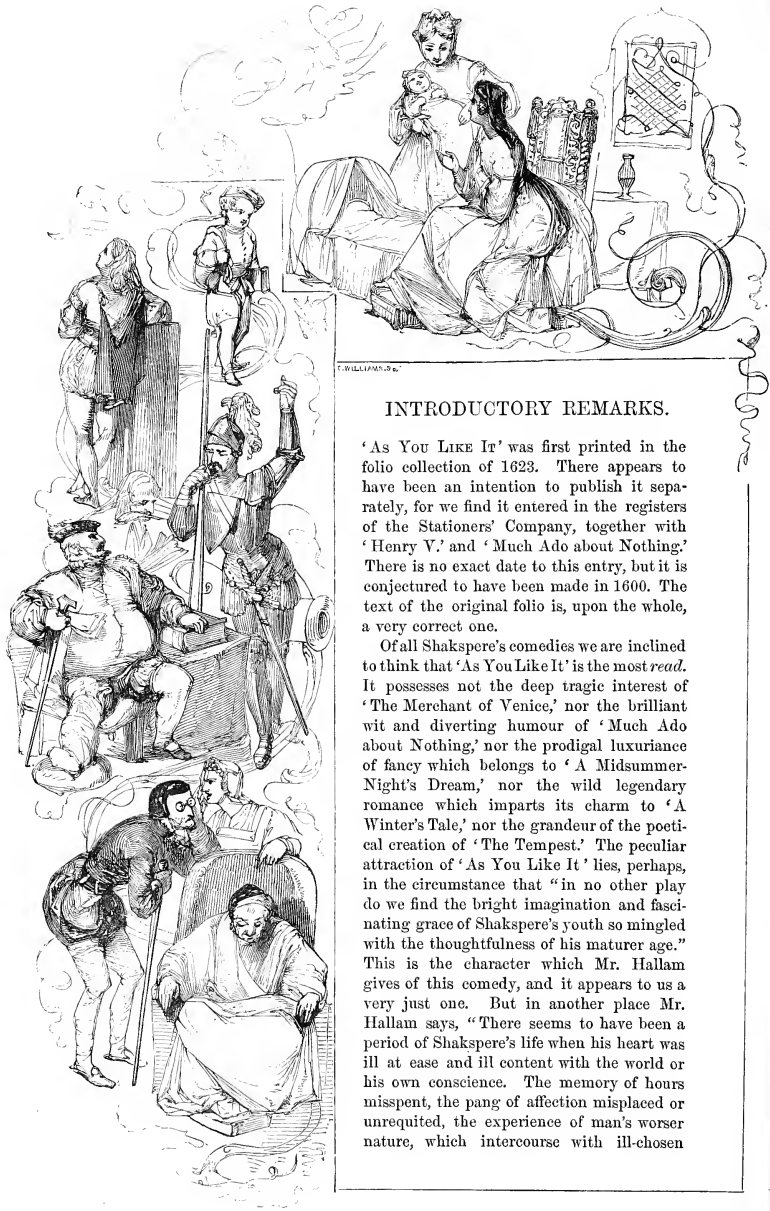 C. WILLIAMS. Sc.
INTRODUCTORY REMARKS.
‘As You Like It’ was first printed in the
folio collection of 1623. There appears to
have been an intention to publish it sepa-
rately, for we find it entered in the registers
of the Stationers’ Company, together with
‘Henry V.’ and ‘Much Ado about Nothing.’
There is no exact date to this entry, but it is
conjectured to have been made in 1600. The
text of the original folio is, upon the whole,
a very correct one.
Of all Shakspere’s comedies we are inclined
to think that ‘As You Like It’ is the most read.
It possesses not the deep tragic interest of
‘The Merchant of Venice,’ nor the brilliant
wit and diverting humour of ‘Much Ado
about Nothing,’ nor the prodigal luxuriance
of fancy which belongs to ‘A Midsummer-
Night’s Dream,’ nor the wild legendary
romance which imparts its charm to ‘A
Winter’s Tale,’ nor the grandeur of the poeti-
cal creation of ‘The Tempest.’ The peculiar
attraction of ‘As You Like It’ lies, perhaps,
in the circumstance that “in no other play
do we find the bright imagination and fasci-
nating grace of Shakspere’s youth so mingled
with the thoughtfulness of his maturer age.”
This is the character which Mr. Hallam
gives of this comedy, and it appears to us a
very just one. But in another place Mr.
Hallam says, “There seems to have been a
period of Shakspere’s life when his heart was
ill at ease and ill content with the world or
his own conscience. The memory of hours
misspent, the pang of affection misplaced or
unrequited, the experience of man’s worser
nature, which intercourse with ill-chosen